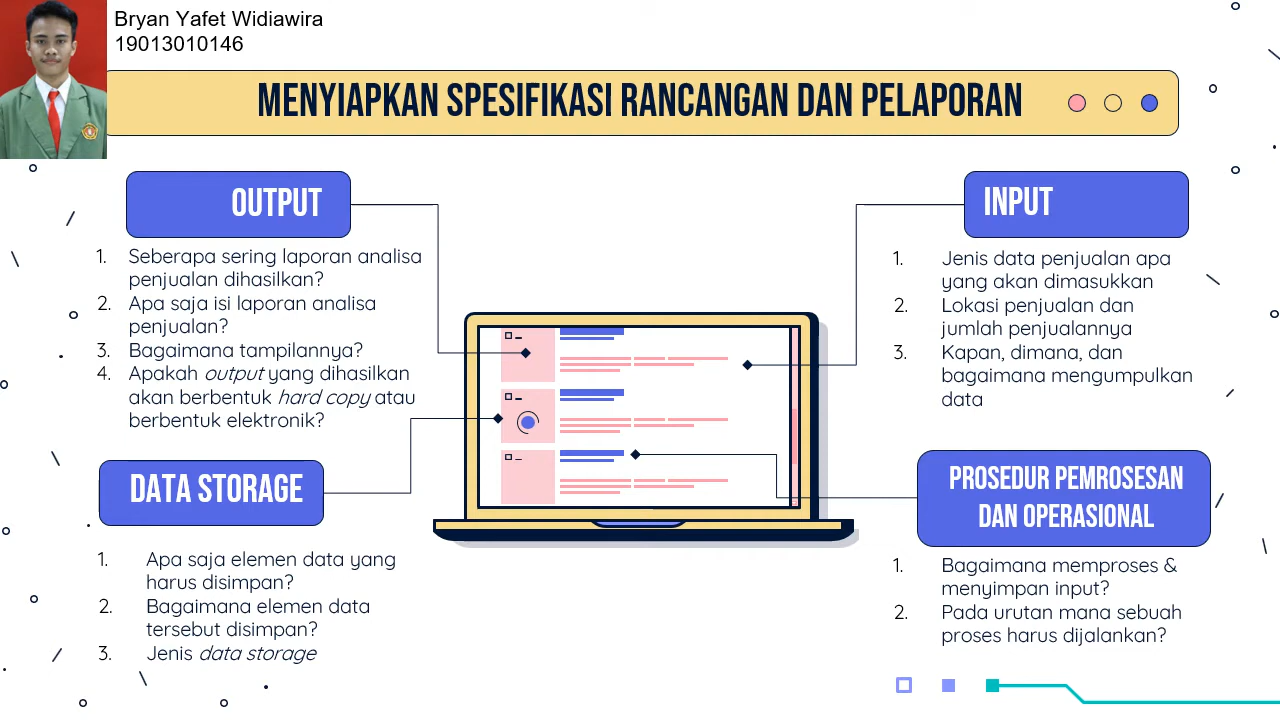 Bryan Yafet Widiawira
19013010146
MENYIAPKAN SPESIFIKASI RANCANGAN DAN PELAPORAN
OUTPUT
1. Seberapa sering laporan analisa
penjualan dihasilkan?
2. Apa saja isi laporan analisa
penjualan?
3. Bagaimana tampilannya?
4. Apakah output yang dihasilkan
akan berbentuk hard copy atau
berbentuk elektronik?
INPUT
1. Jenis data penjualan apa
yang akan dimasukkan
2. Lokasi penjualan dan
jumlah penjualannya
3. Kapan, dimana, dan
bagaimana mengumpulkan
data
DATA STORAGE
1. Apa saja elemen data yang
harus disimpan?
2. Bagaimana elemen data
tersebut disimpan?
3. Jenis data storage
PROSEDUR PEMROSESAN
DAN OPERASIONAL
1. Bagaimana memproses &
menyimpan input?
2. Pada urutan mana sebuah
proses harus dijalankan?